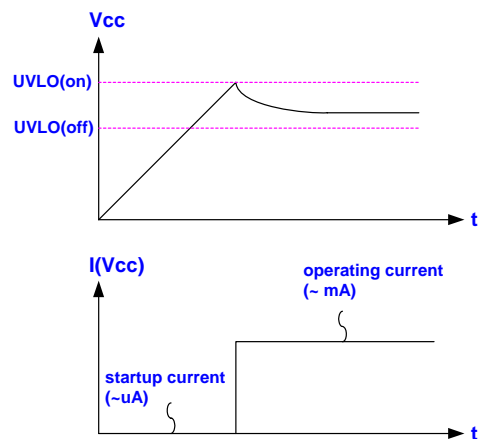 Vcc
UVLO(on)
UVLO(off)
t
I(Vcc)
operating current
(~ mA)
startup current
(~uA)
t